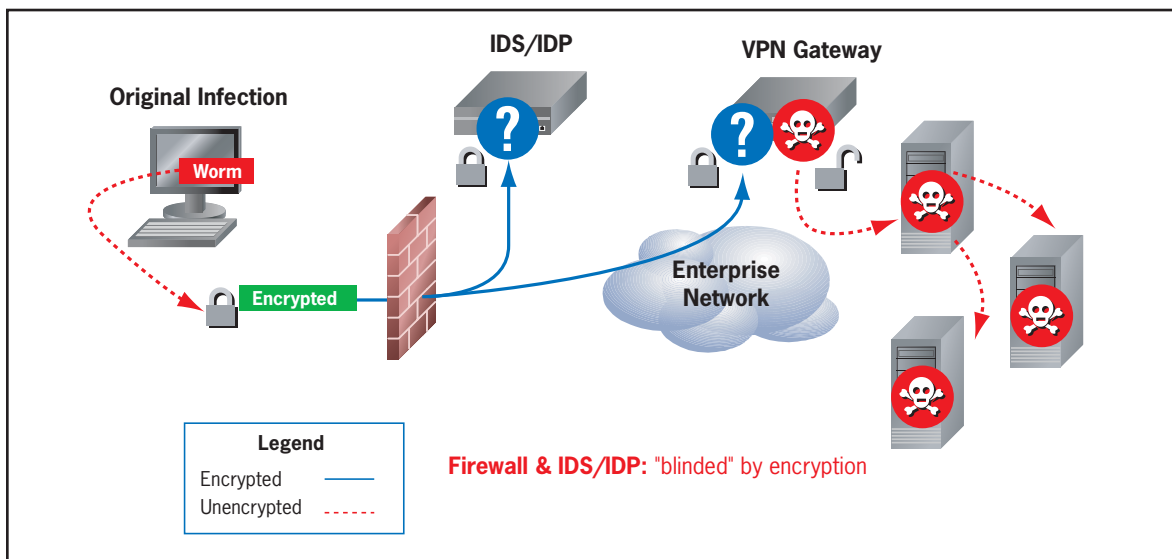 IDS/IDP
VPN Gateway
Original Infection
?
?
Worm
Enterprise
Network
Encrypted
Legend
Encrypted
Unencrypted
Firewall & IDS/IDP: "blinded" by encryption